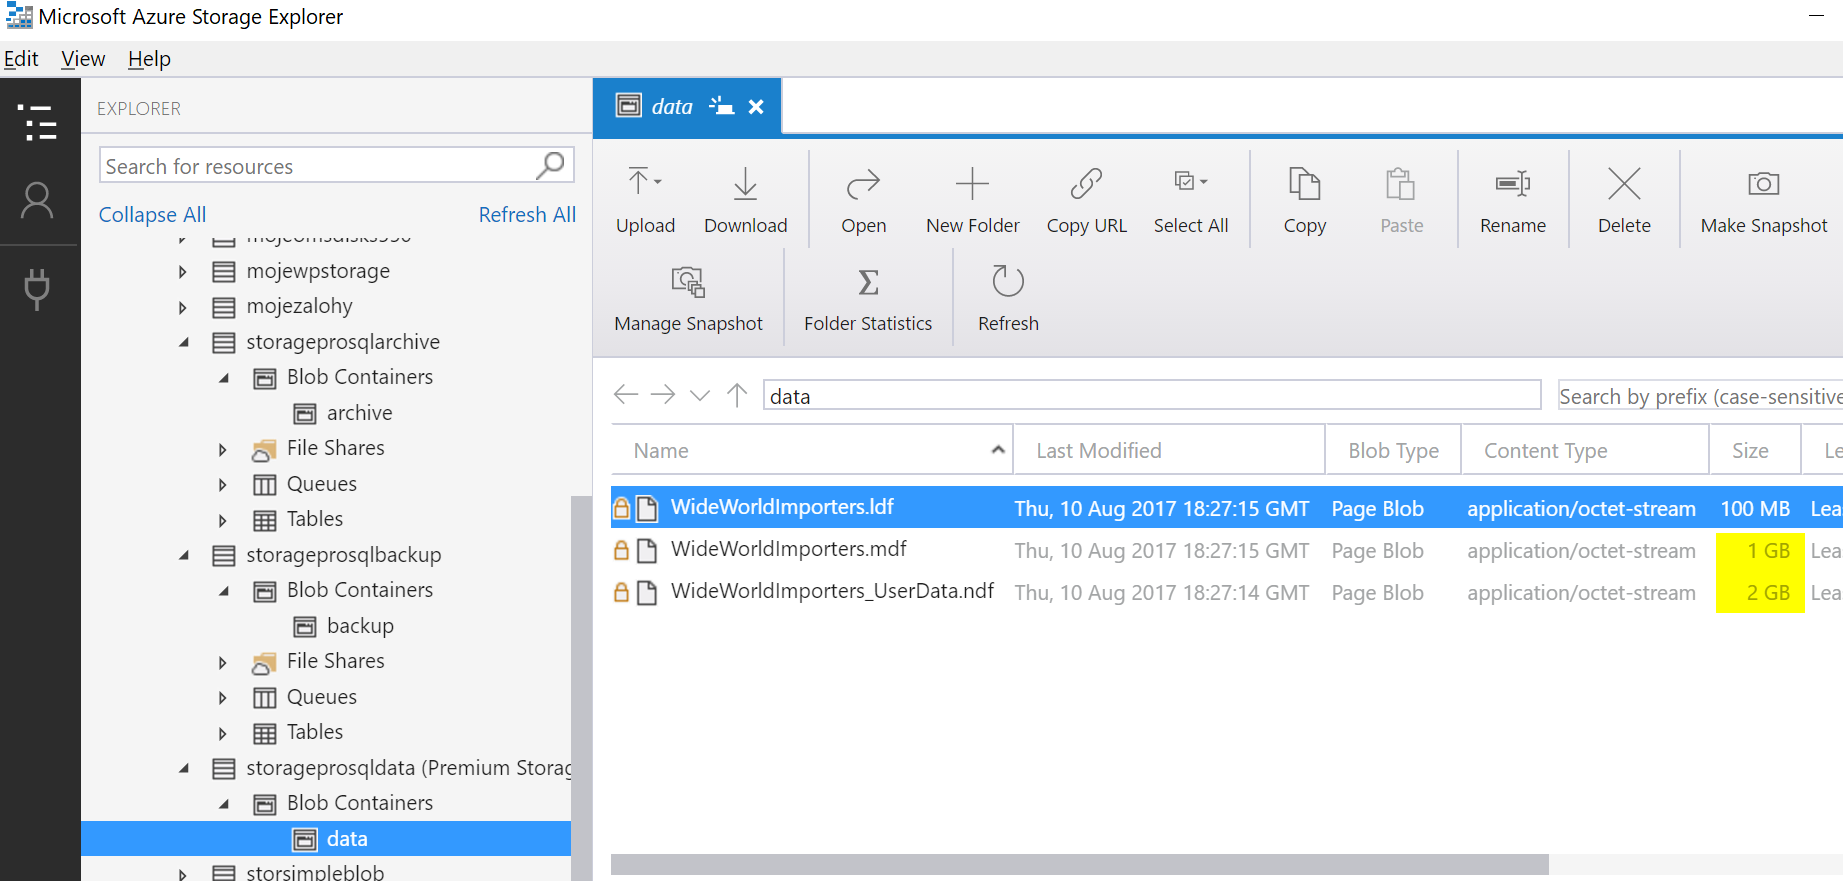 Microsoft Azure Storage Explorer
Edit View Help
EXPLORER
Search for resources
Collapse All Refresh All
mojewpstorage
mojezalohy
storageprosqlarchive
Blob Containers
archive
File Shares
Queues
Tables
storageprosqlbackup
Blob Containers
backup
File Shares
Queues
Tables
storageprosqldata (Premium Storag
Blob Containers
data
storsimpleblob
data
Upload Download Open New Folder Copy URL Select All Copy Paste Rename Delete Make Snapshot
Manage Snapshot Folder Statistics Refresh
data Search by prefix (case-sensitive
Name Last Modified Blob Type Content Type Size Le
WideWorldImporters.ldf Thu, 10 Aug 2017 18:27:15 GMT Page Blob application/octet-stream 100 MB Lea
WideWorldImporters.mdf Thu, 10 Aug 2017 18:27:15 GMT Page Blob application/octet-stream 1 GB Lea
WideWorldImporters_UserData.ndf Thu, 10 Aug 2017 18:27:14 GMT Page Blob application/octet-stream 2 GB Lea